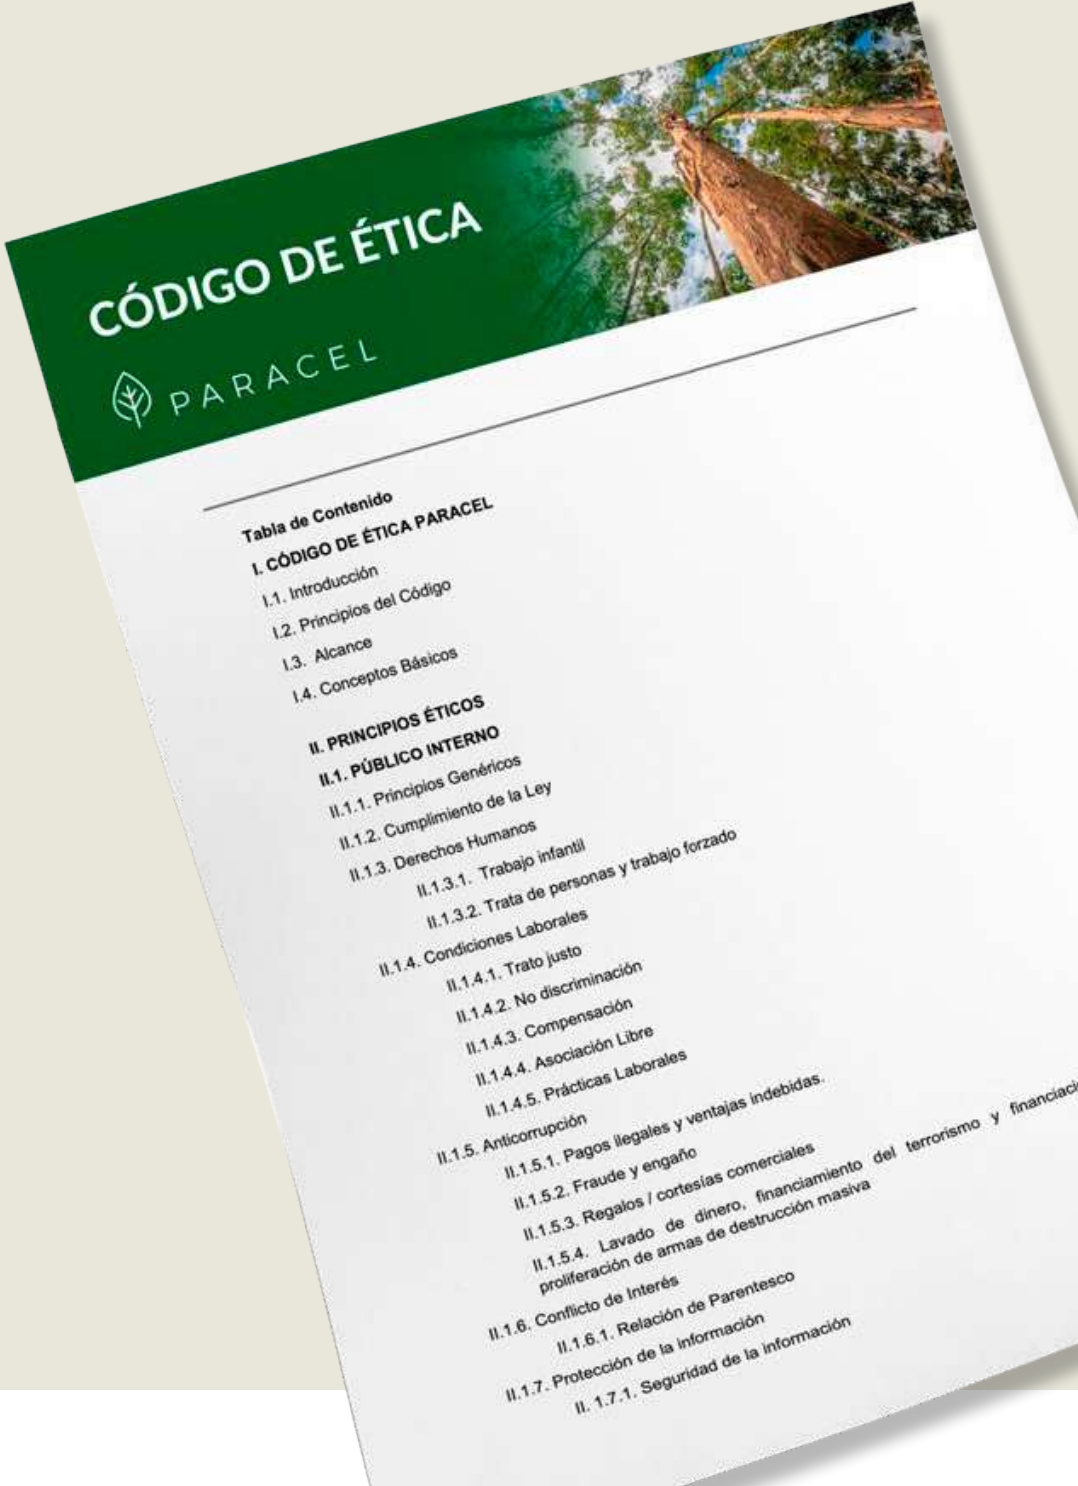 CÓDIGO DE ÉTICA
PARACEL
Tabla de Contenido
I. CÓDIGO DE ÉTICA PARACEL
I.1. Introducción
I.2. Principios del Código
I.3. Alcance
I.4. Conceptos Básicos
II. PRINCIPIOS ÉTICOS
II.1. PÚBLICO INTERNO
II.1.1. Principios Genéricos
II.1.2. Cumplimiento de la Ley
II.1.3. Derechos Humanos
II.1.3.1. Trabajo infantil
II.1.3.2. Trata de personas y trabajo forzado
II.1.4. Condiciones Laborales
II.1.4.1. Trato justo
II.1.4.2. No discriminación
II.1.4.3. Compensación
II.1.4.4. Asociación Libre
II.1.4.5. Prácticas Laborales
II.1.5. Anticorrupción
II.1.5.1. Pagos ilegales y ventajas indebidas.
II.1.5.2. Fraude y engaño
II.1.5.3. Regalos / cortesías comerciales
II.1.5.4. Lavado de dinero, financiamiento del terrorismo y
proliferación de armas de destrucción masiva
II.1.6. Conflicto de Interés
II.1.6.1. Relación de Parentesco
II.1.7. Protección de la información
II. 1.7.1. Seguridad de la información